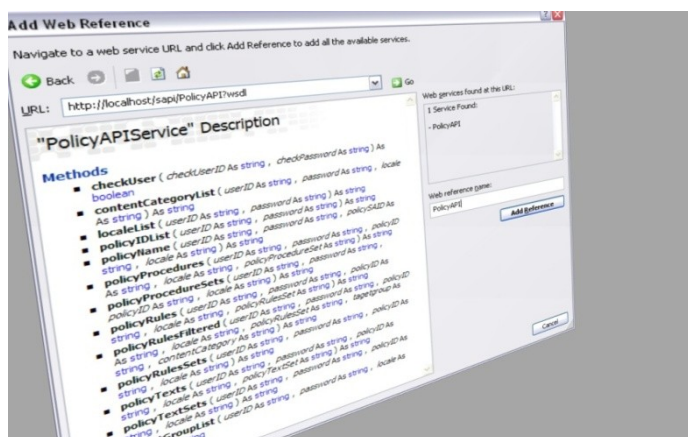 Add Web Reference
Navigate to a web service URL and click Add Reference to add all the available services.
Back
URL: http://localhost/sapi/PolicyAPI?wsdl
Go
"PolicyAPIService" Description
Methods
checkUser ( checkUserID As string , checkPassword As string ) As
boolean
contentCategoryList ( userID As string , password As string , locale
As string ) As string
localeList ( userID As string , password As string ) As string
policyIDList ( userID As string , password As string ) As string
policyName ( userID As string , password As string , policySAID As
string , locale As string ) As string
policyProcedures ( userID As string , password As string , policyID
As string , locale As string , policyProcedureSet As string ) As string
policyProcedureSets ( userID As string , password As string ,
policyID As string , locale As string ) As string
policyRules ( userID As string , password As string , policyID As
string , locale As string , policyRulesSet As string ) As string
policyRulesFiltered ( userID As string , password As string , policyID
As string , locale As string , policyRulesSet As string , tagetgroup As
string , contentCategory As string ) As string
policyRulesSets ( userID As string , password As string , policyID As
string , locale As string ) As string
policyTexts ( userID As string , password As string , policyID As
string , locale As string , policyTextSet As string ) As string
policyTextSets ( userID As string , password As string , policyID As
string , locale As string ) As string
GroupList ( userID As string , password As string , locale As
Web services found at this URL:
1 Service Found:
- PolicyAPI
Web reference name:
PolicyAPI
Add Reference
Cancel